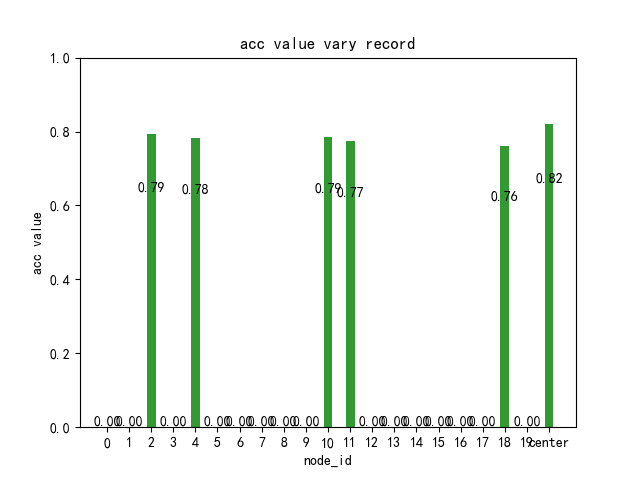 acc value vary record
1.0
0.8
0.6
0.4
0.2
0.0
acc value
0.79 0.78 0.79 0.77 0.76 0.82
0.00 0.00 0.00 0.00 0.00 0.00 0.00 0.00 0.00 0.00 0.00 0.00 0.00 0.00 0.00
0 1 2 3 4 5 6 7 8 9 10 11 12 13 14 15 16 17 18 19 center
node_id